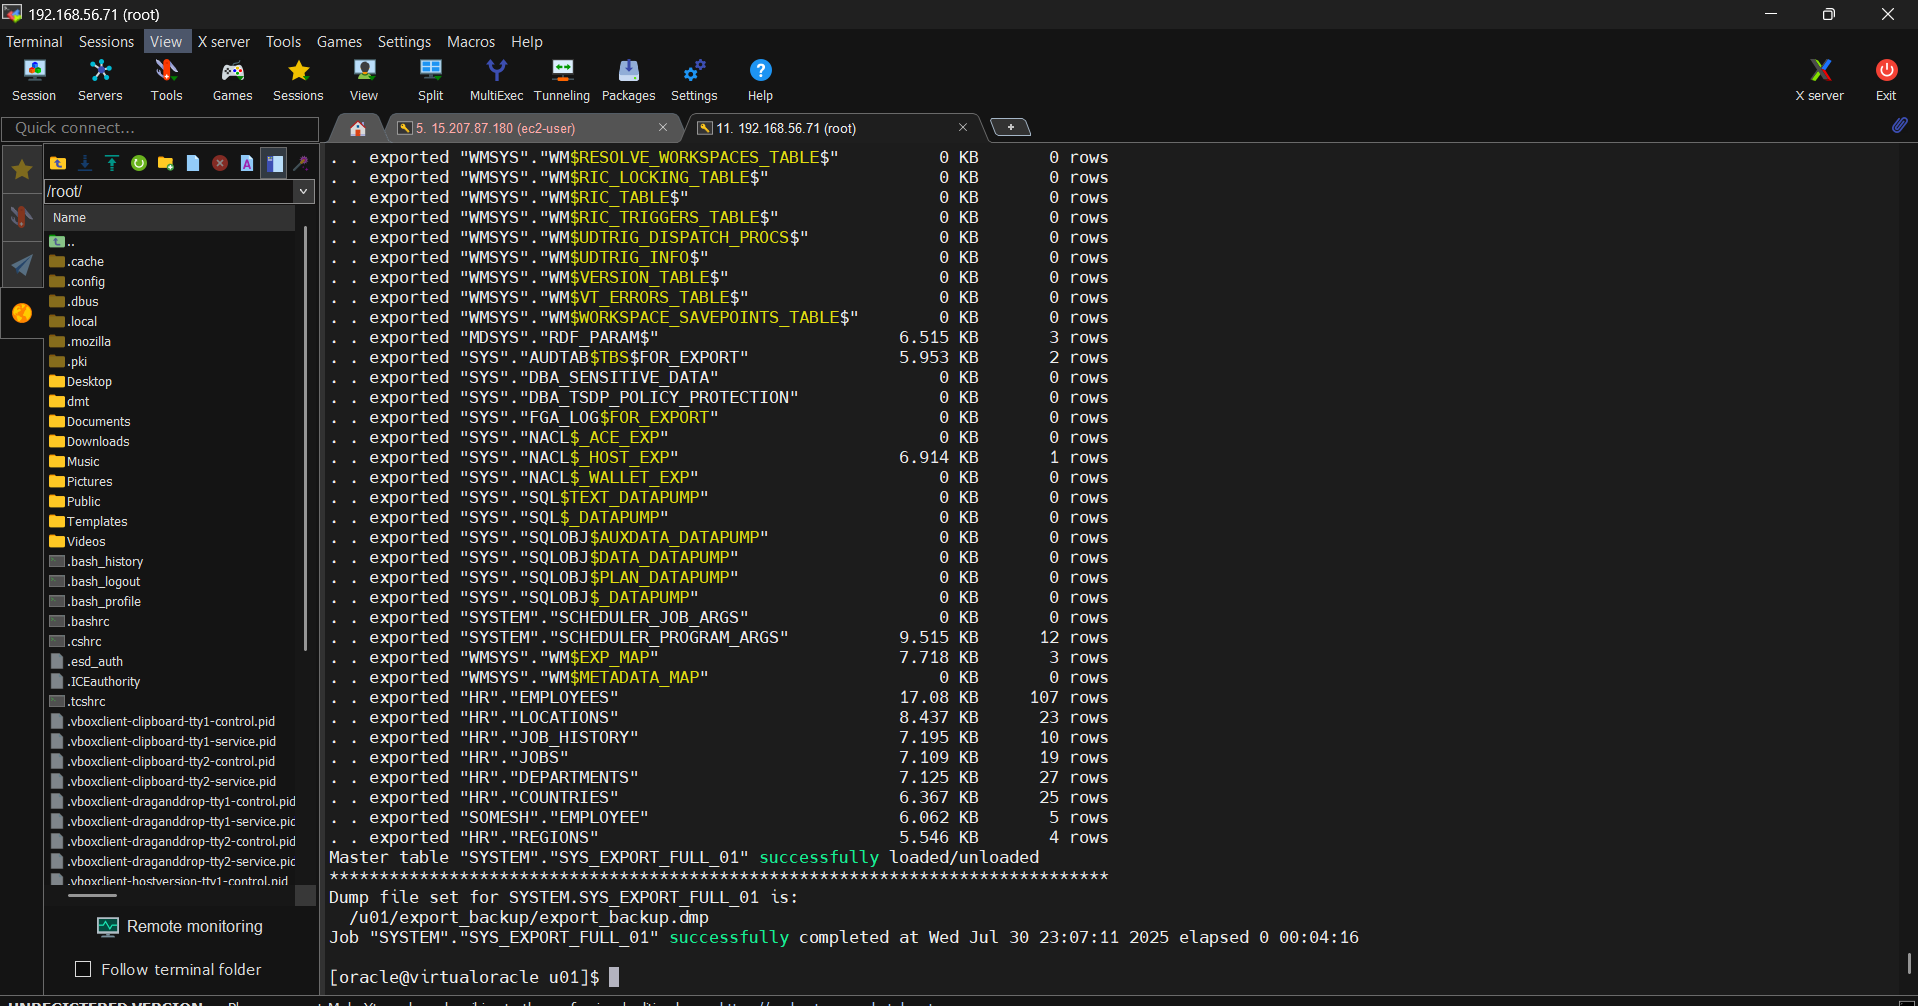 192.168.56.71 (root)
Terminal Sessions View X server Tools Games Settings Macros Help
Session Servers Tools Games Sessions View Split MultiExec Tunneling Packages Settings Help X server Exit
Quick connect...
5. 15.207.87.180 (ec2-user)
11. 192.168.56.71 (root)
/root/
Name
..
.cache
.config
.dbus
.local
.mozilla
.pki
Desktop
dmt
Documents
Downloads
Music
Pictures
Public
Templates
Videos
.bash_history
.bash_logout
.bash_profile
.bashrc
.cshrc
.esd_auth
.ICEauthority
.tcshrc
.vboxclient-clipboard-tty1-control.pid
.vboxclient-clipboard-tty1-service.pid
.vboxclient-clipboard-tty2-control.pid
.vboxclient-clipboard-tty2-service.pid
.vboxclient-draganddrop-tty1-control.pid
.vboxclient-draganddrop-tty1-service.pid
.vboxclient-draganddrop-tty2-control.pid
.vboxclient-draganddrop-tty2-service.pid
.vboxclient-hostversion-tty1-control.pid
Remote monitoring
Follow terminal folder
. . exported "WMSYS"."WM$RESOLVE_WORKSPACES_TABLE$" 0 KB 0 rows
. . exported "WMSYS"."WM$RIC_LOCKING_TABLE$" 0 KB 0 rows
. . exported "WMSYS"."WM$RIC_TABLE$" 0 KB 0 rows
. . exported "WMSYS"."WM$RIC_TRIGGERS_TABLE$" 0 KB 0 rows
. . exported "WMSYS"."WM$UDTRIG_DISPATCH_PROCS$" 0 KB 0 rows
. . exported "WMSYS"."WM$UDTRIG_INFO$" 0 KB 0 rows
. . exported "WMSYS"."WM$VERSION_TABLE$" 0 KB 0 rows
. . exported "WMSYS"."WM$VT_ERRORS_TABLE$" 0 KB 0 rows
. . exported "WMSYS"."WM$WORKSPACE_SAVEPOINTS_TABLE$" 0 KB 0 rows
. . exported "MDSYS"."RDF_PARAM$" 6.515 KB 3 rows
. . exported "SYS"."AUDTAB$TBS$FOR_EXPORT" 5.953 KB 2 rows
. . exported "SYS"."DBA_SENSITIVE_DATA" 0 KB 0 rows
. . exported "SYS"."DBA_TSDP_POLICY_PROTECTION" 0 KB 0 rows
. . exported "SYS"."FGA_LOG$FOR_EXPORT" 0 KB 0 rows
. . exported "SYS"."NACL$_ACE_EXP" 0 KB 0 rows
. . exported "SYS"."NACL$_HOST_EXP" 6.914 KB 1 rows
. . exported "SYS"."NACL$_WALLET_EXP" 0 KB 0 rows
. . exported "SYS"."SQL$TEXT_DATAPUMP" 0 KB 0 rows
. . exported "SYS"."SQL$_DATAPUMP" 0 KB 0 rows
. . exported "SYS"."SQLOBJ$AUXDATA_DATAPUMP" 0 KB 0 rows
. . exported "SYS"."SQLOBJ$DATA_DATAPUMP" 0 KB 0 rows
. . exported "SYS"."SQLOBJ$PLAN_DATAPUMP" 0 KB 0 rows
. . exported "SYS"."SQLOBJ$_DATAPUMP" 0 KB 0 rows
. . exported "SYSTEM"."SCHEDULER_JOB_ARGS" 0 KB 0 rows
. . exported "SYSTEM"."SCHEDULER_PROGRAM_ARGS" 9.515 KB 12 rows
. . exported "WMSYS"."WM$EXP_MAP" 7.718 KB 3 rows
. . exported "WMSYS"."WM$METADATA_MAP" 0 KB 0 rows
. . exported "HR"."EMPLOYEES" 17.08 KB 107 rows
. . exported "HR"."LOCATIONS" 8.437 KB 23 rows
. . exported "HR"."JOB_HISTORY" 7.195 KB 10 rows
. . exported "HR"."JOBS" 7.109 KB 19 rows
. . exported "HR"."DEPARTMENTS" 7.125 KB 27 rows
. . exported "HR"."COUNTRIES" 6.367 KB 25 rows
. . exported "SOMESH"."EMPLOYEE" 6.062 KB 5 rows
. . exported "HR"."REGIONS" 5.546 KB 4 rows
Master table "SYSTEM"."SYS_EXPORT_FULL_01" successfully loaded/unloaded
******************************************************************************
Dump file set for SYSTEM.SYS_EXPORT_FULL_01 is:
/u01/export_backup/export_backup.dmp
Job "SYSTEM"."SYS_EXPORT_FULL_01" successfully completed at Wed Jul 30 23:07:11 2025 elapsed 0 00:04:16
[oracle@virtualoracle u01]$
UNREGISTERED VERSION